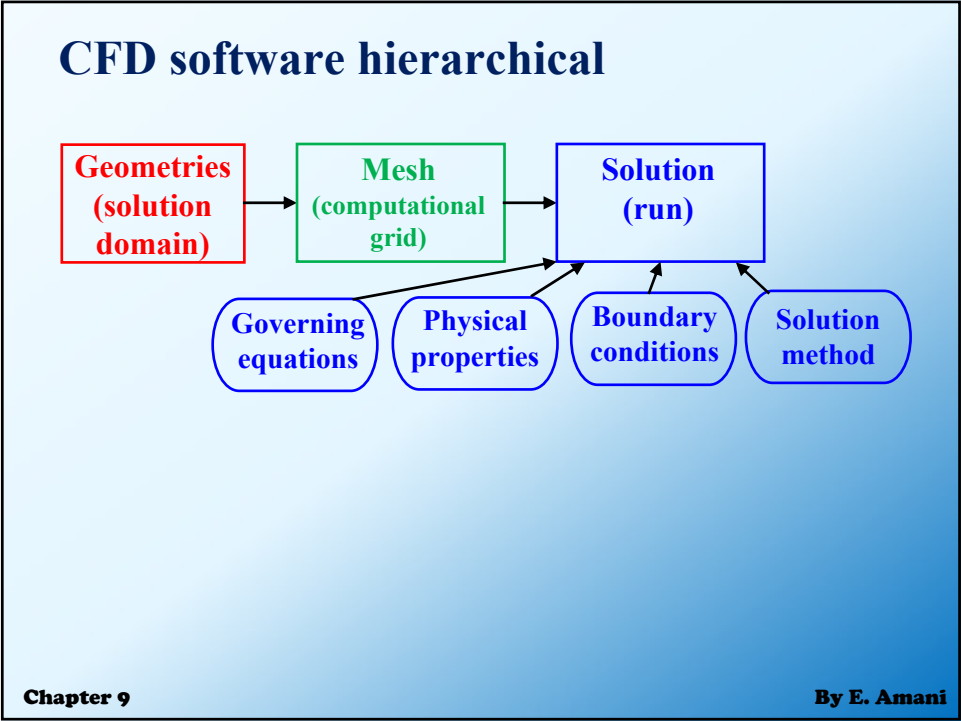 CFD software hierarchical
Geometries
(solution
domain)
Mesh
(computational
grid)
Solution
(run)
Governing
equations
Physical
properties
Boundary
conditions
Solution
method
Chapter 9
By E. Amani